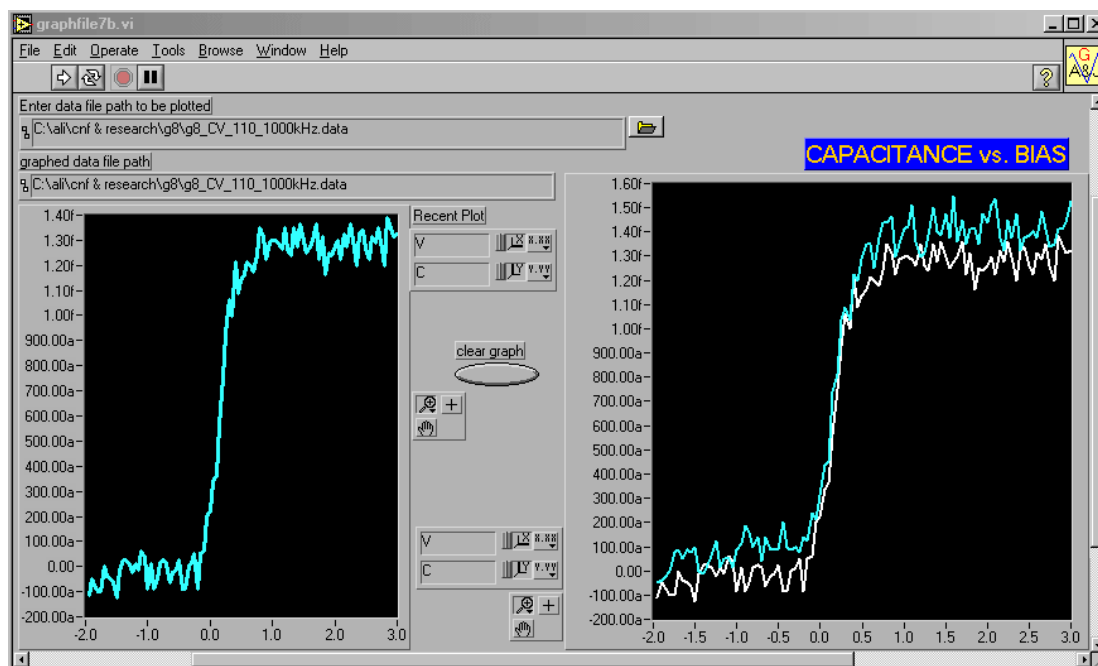 graphfile7b.vi
File Edit Operate Tools Browse Window Help
G
A&J
Enter data file path to be plotted
C:\ali\cnf & research\g8\g8_CV_110_1000kHz.data
graphed data file path
C:\ali\cnf & research\g8\g8_CV_110_1000kHz.data
CAPACITANCE vs. BIAS
1.40f
1.30f
1.20f
1.10f
1.00f
900.00a
800.00a
700.00a
600.00a
500.00a
400.00a
300.00a
200.00a
100.00a
0.00
-100.00a
-200.00a
-2.0 -1.0 0.0 1.0 2.0 3.0
Recent Plot
V X x.xx
C Y y.yy
clear graph
V X x.xx
C Y y.yy
1.60f
1.50f
1.40f
1.30f
1.20f
1.10f
1.00f
900.00a
800.00a
700.00a
600.00a
500.00a
400.00a
300.00a
200.00a
100.00a
0.00
-100.00a
-200.00a
-2.0 -1.5 -1.0 -0.5 0.0 0.5 1.0 1.5 2.0 2.5 3.0